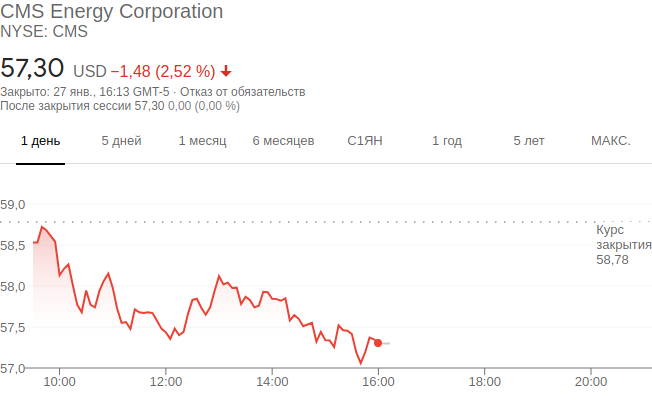 CMS Energy Corporation
NYSE: CMS
57,30 USD −1,48 (2,52 %)
Закрыто: 27 янв., 16:13 GMT-5 · Отказ от обязательств
После закрытия сессии 57,30 0,00 (0,00 %)
1 день 5 дней 1 месяц 6 месяцев С1ЯН 1 год 5 лет МАКС.
59,0
58,5
58,0
57,5
57,0
Курс
закрытия
58,78
10:00 12:00 14:00 16:00 18:00 20:00